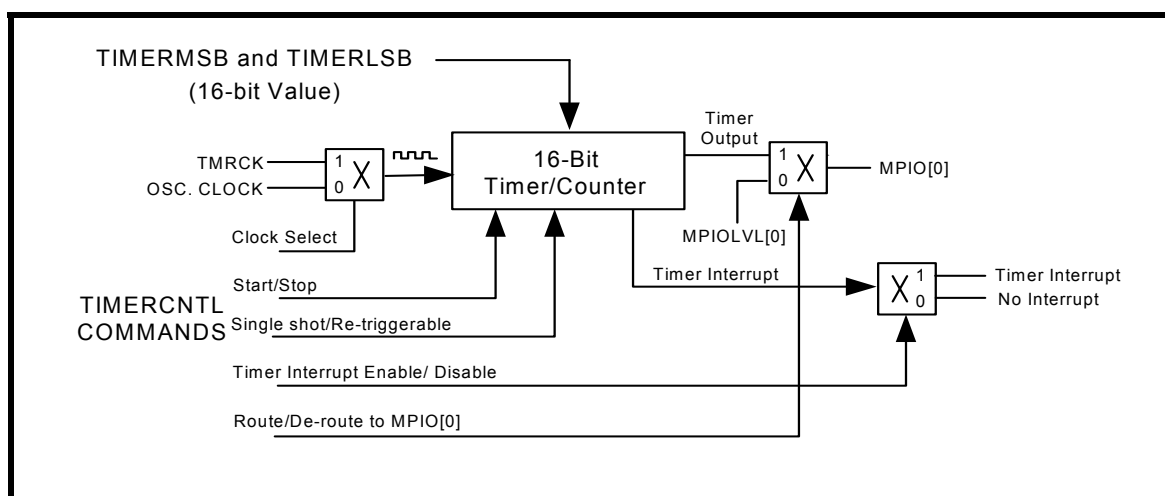 TIMERMSB and TIMERLSB
(16-bit Value)
Timer
Output
TMRCK
OSC. CLOCK
1
0
X
16-Bit
Timer/Counter
1
0
X
MPIO[0]
Clock Select
MPIOLVL[0]
Start/Stop
Timer Interrupt
X
1
0
Timer Interrupt
No Interrupt
TIMERCNTL
COMMANDS
Single shot/Re-triggerable
Timer Interrupt Enable/ Disable
Route/De-route to MPIO[0]